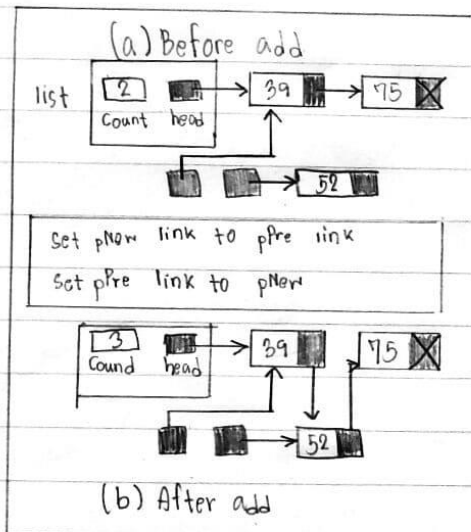 (a) Before add
list 2 39 75
Count head
52
Set pNew link to pPre link
Set pPre link to pNew
3 39 75
Cound head
52
(b) After add